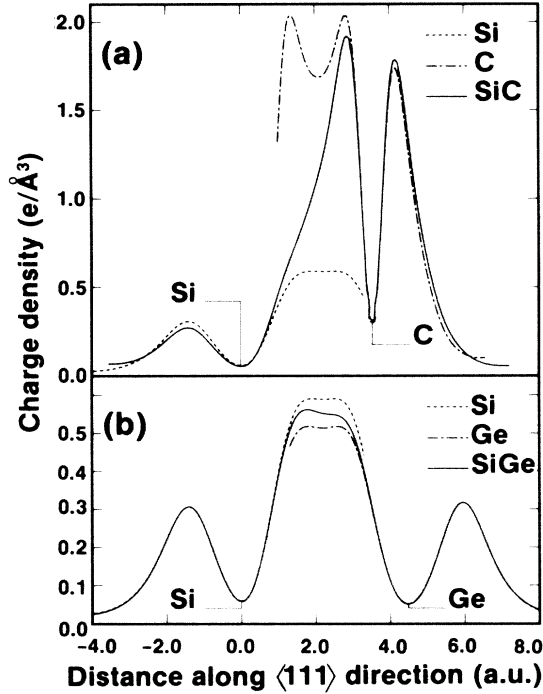 (a)
Si
C
SiC
2.0
1.5
1.0
0.5
0.0
Si
C
Charge density (e/Å³)
(b)
Si
Ge
SiGe
0.5
0.4
0.3
0.2
0.1
0.0
Si
Ge
-4.0 -2.0 0.0 2.0 4.0 6.0 8.0
Distance along ⟨111⟩ direction (a.u.)